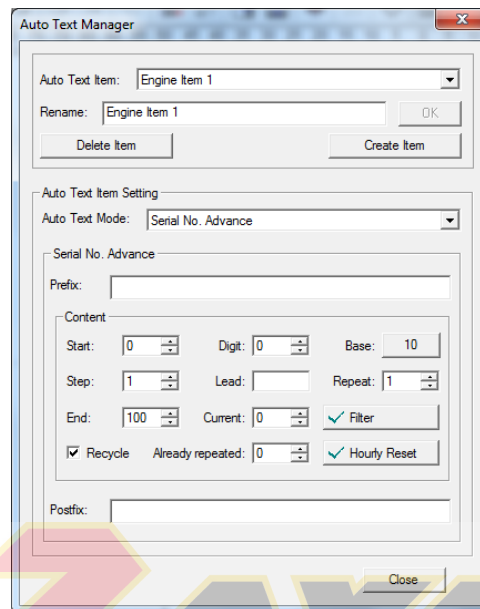 Auto Text Manager
Auto Text Item: Engine Item 1
Rename: Engine Item 1 OK
Delete Item Create Item
Auto Text Item Setting
Auto Text Mode: Serial No. Advance
Serial No. Advance
Prefix:
Content
Start: 0 Digit: 0 Base: 10
Step: 1 Lead: Repeat: 1
End: 100 Current: 0 Filter
Recycle Already repeated: 0 Hourly Reset
Postfix:
Close